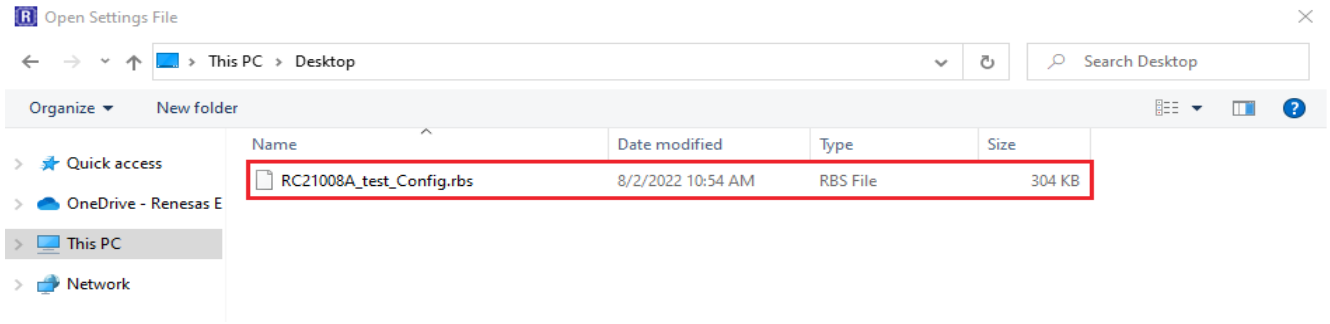 R Open Settings File
This PC > Desktop
Search Desktop
Organize New folder
?
Name Date modified Type Size
Quick access
RC21008A_test_Config.rbs 8/2/2022 10:54 AM RBS File 304 KB
OneDrive - Renesas E
This PC
Network